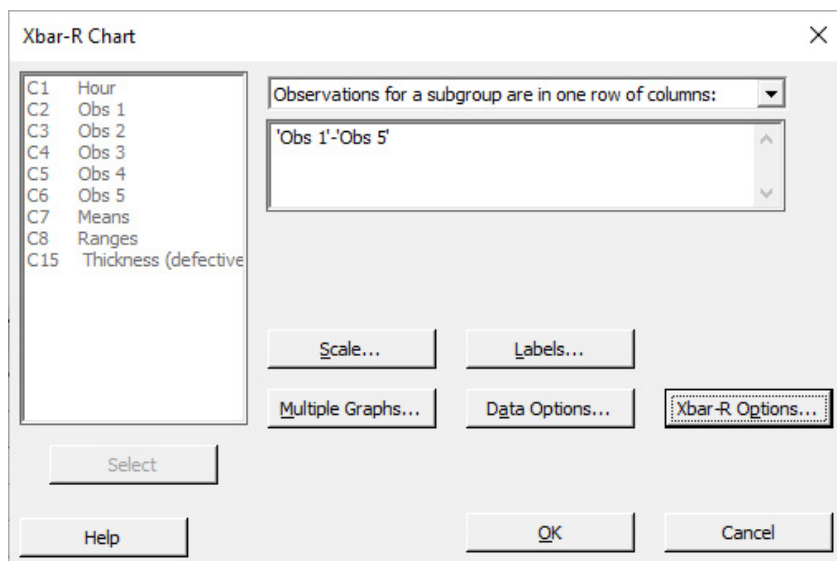 Xbar-R Chart
C1 Hour
C2 Obs 1
C3 Obs 2
C4 Obs 3
C5 Obs 4
C6 Obs 5
C7 Means
C8 Ranges
C15 Thickness (defective
Observations for a subgroup are in one row of columns:
'Obs 1'-'Obs 5'
Scale... Labels...
Multiple Graphs... Data Options... Xbar-R Options...
Select
Help OK Cancel